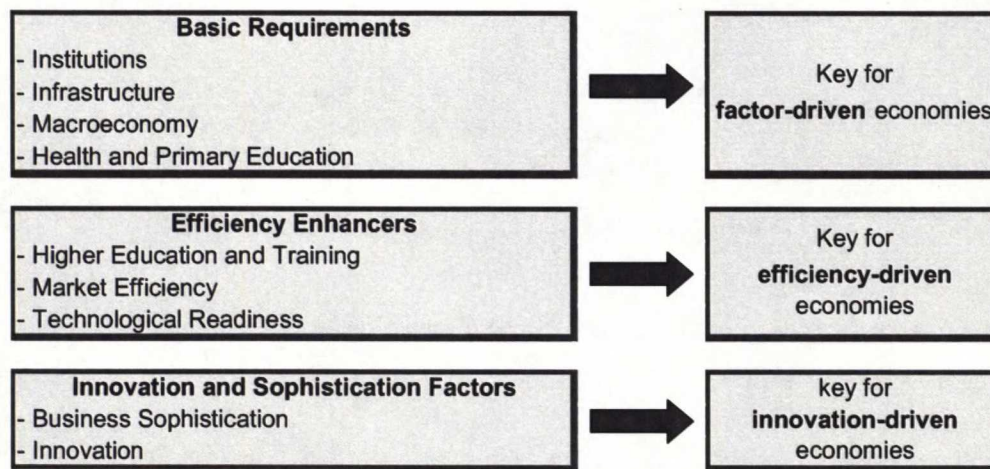 Basic Requirements
- Institutions
- Infrastructure
- Macroeconomy
- Health and Primary Education
Key for
factor-driven economies
Efficiency Enhancers
- Higher Education and Training
- Market Efficiency
- Technological Readiness
Key for
efficiency-driven
economies
Innovation and Sophistication Factors
- Business Sophistication
- Innovation
key for
innovation-driven
economies